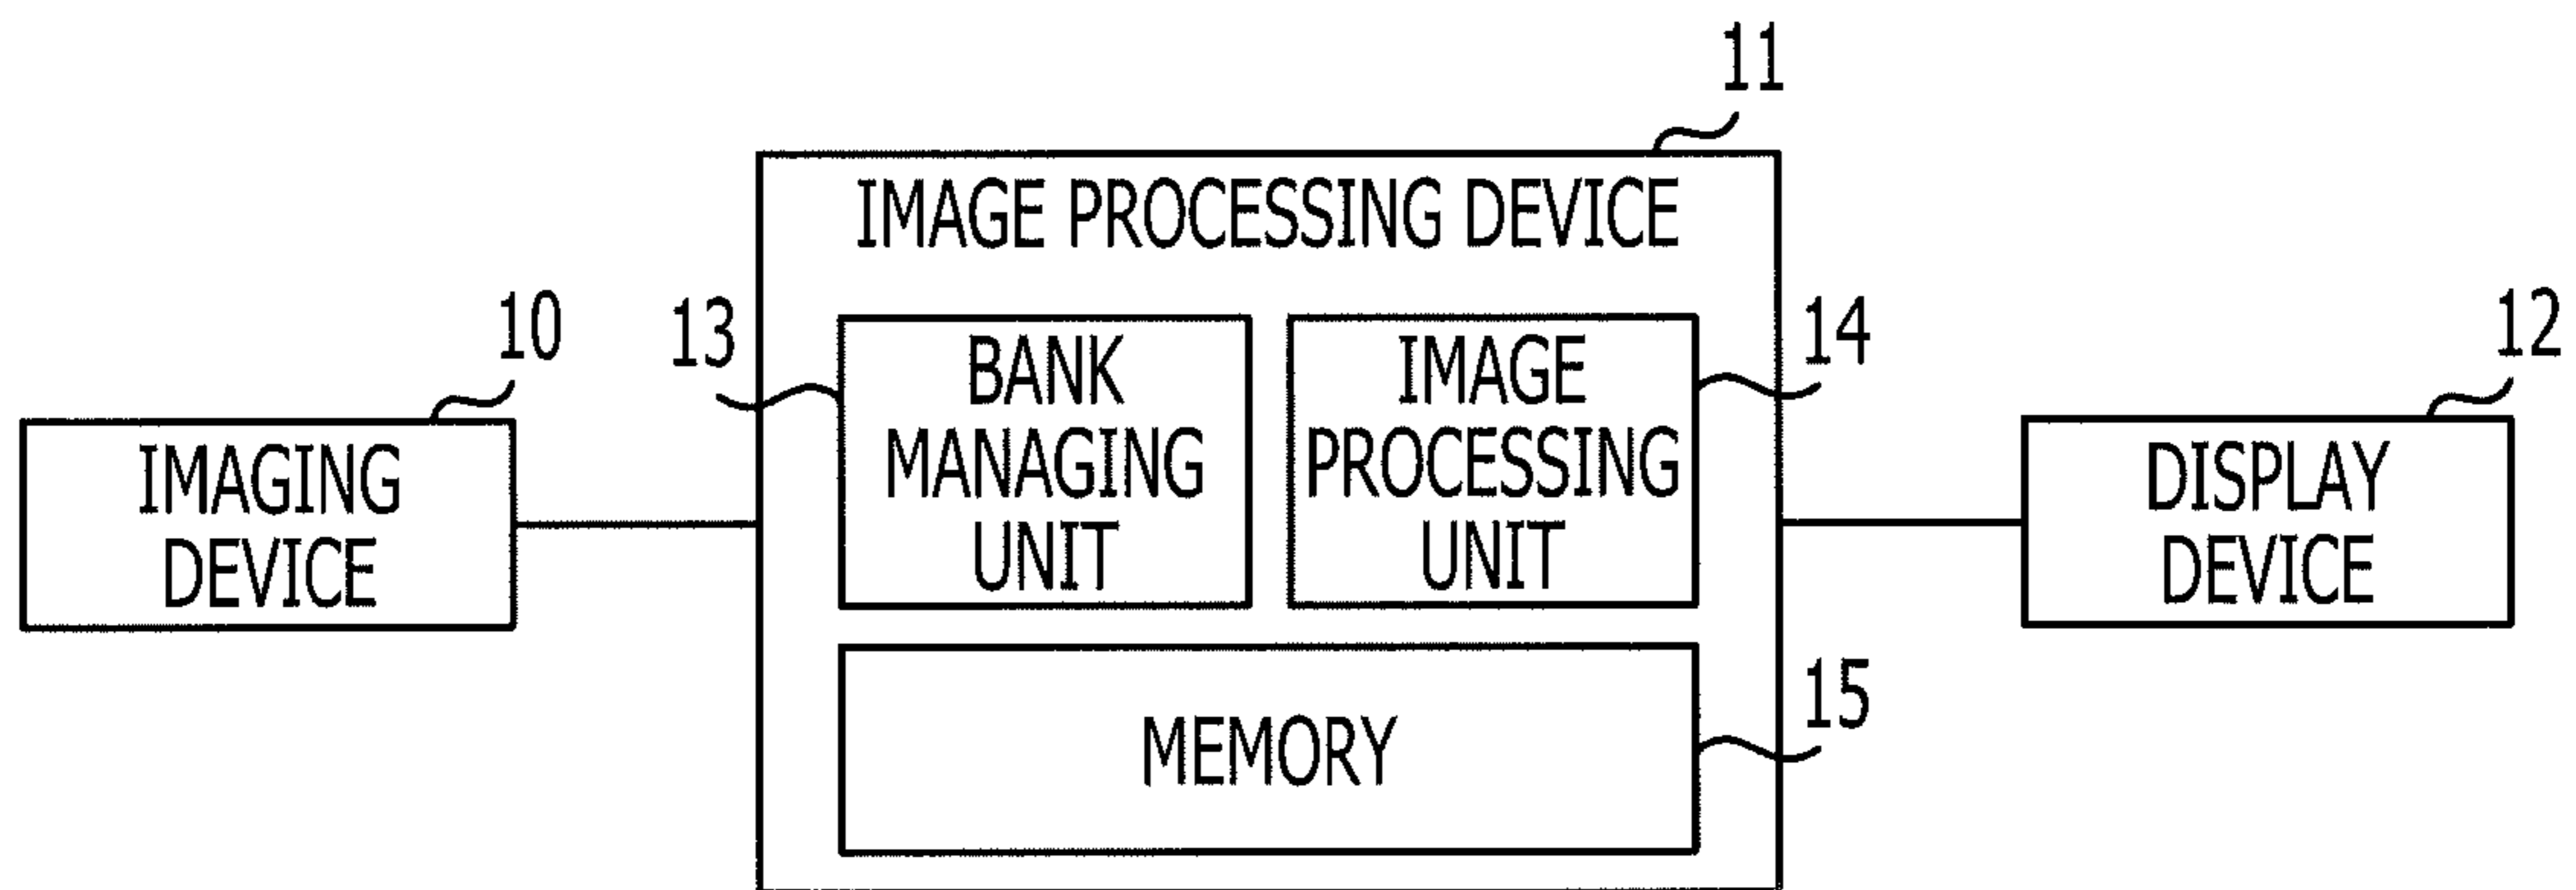 11
IMAGE PROCESSING DEVICE
10
13
BANK
MANAGING
UNIT
IMAGE
PROCESSING
UNIT
14
12
IMAGING
DEVICE
DISPLAY
DEVICE
MEMORY
15